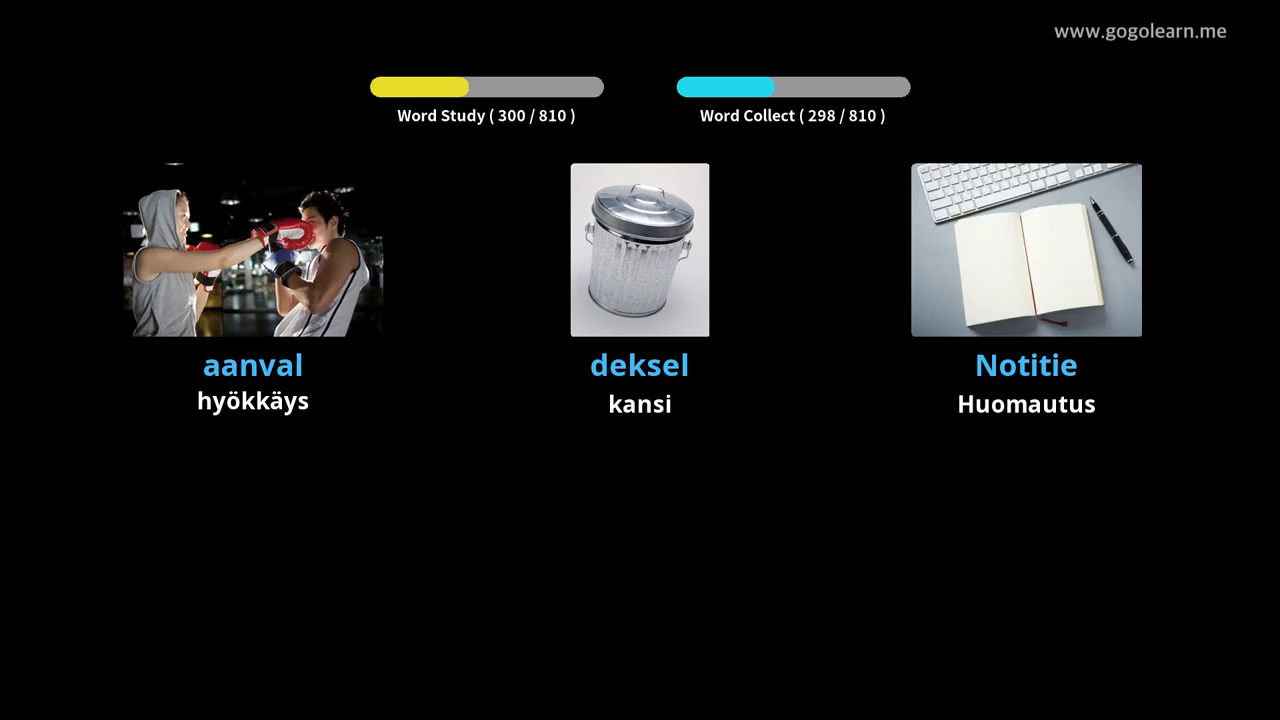 www.gogolearn.me
Word Study ( 300 / 810 )
Word Collect ( 298 / 810 )
aanval
hyökkäys
deksel
kansi
Notitie
Huomautus